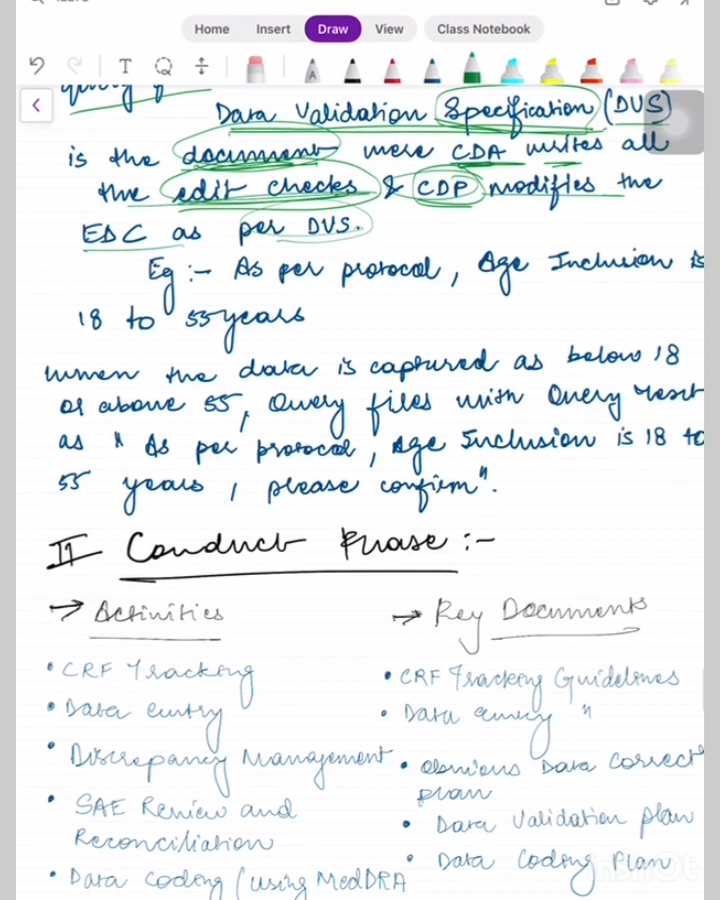 Home Insert Draw View Class Notebook
Data Validation Specification (DVS)
is the document were CDA writes all
the edit checks & CDP modifies the
EDC as per DVS.
Eg :- As per protocol, Age Inclusion is
18 to 55 years
When the data is captured as below 18
or above 55, Query files with Query
as " As per protocol, Age Inclusion is 18 to
55 years, please confirm".
II Conduct Phase :-
→ Activities
• CRF Tracking
• Data entry
• Discrepancy Management
• SAE Review and
Reconciliation
• Data coding (using MedDRA
→ Key Documents
• CRF Tracking Guidelines
• Data entry "
• Obvious Data Correct
plan
• Data Validation plan
• Data Coding Plan